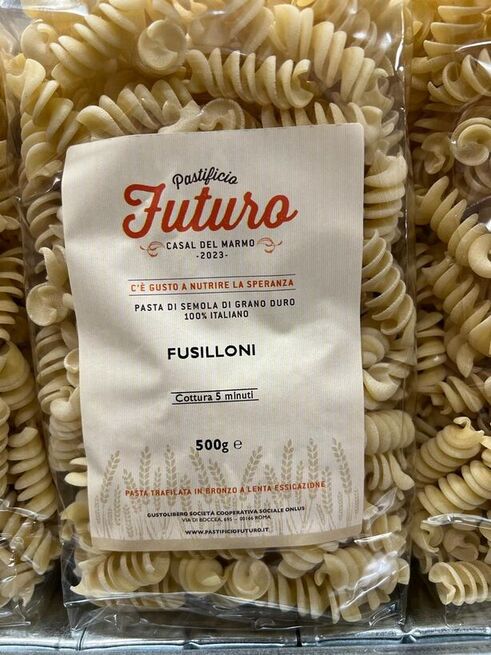 Pastificio
Futuro
CASAL DEL MARMO
-2023-
C'È GUSTO A NUTRIRE LA SPERANZA
PASTA DI SEMOLA DI GRANO DURO
100% ITALIANO
FUSILLONI
Cottura 5 minuti
500g e
PASTA TRAFILATA IN BRONZO A LENTA ESSICAZIONE
GUSTOLIBERO SOCIETÀ COOPERATIVA SOCIALE ONLUS
VIA DI BOCCEA, 695 – 00166 ROMA
WWW.PASTIFICIOFUTURO.IT